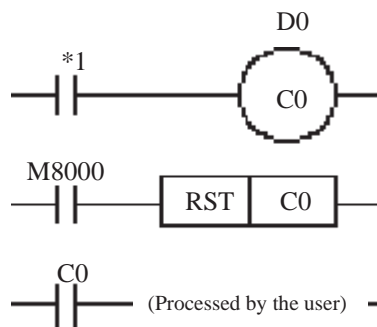 D0
*1
C0
M8000
RST C0
C0
(Processed by the user)